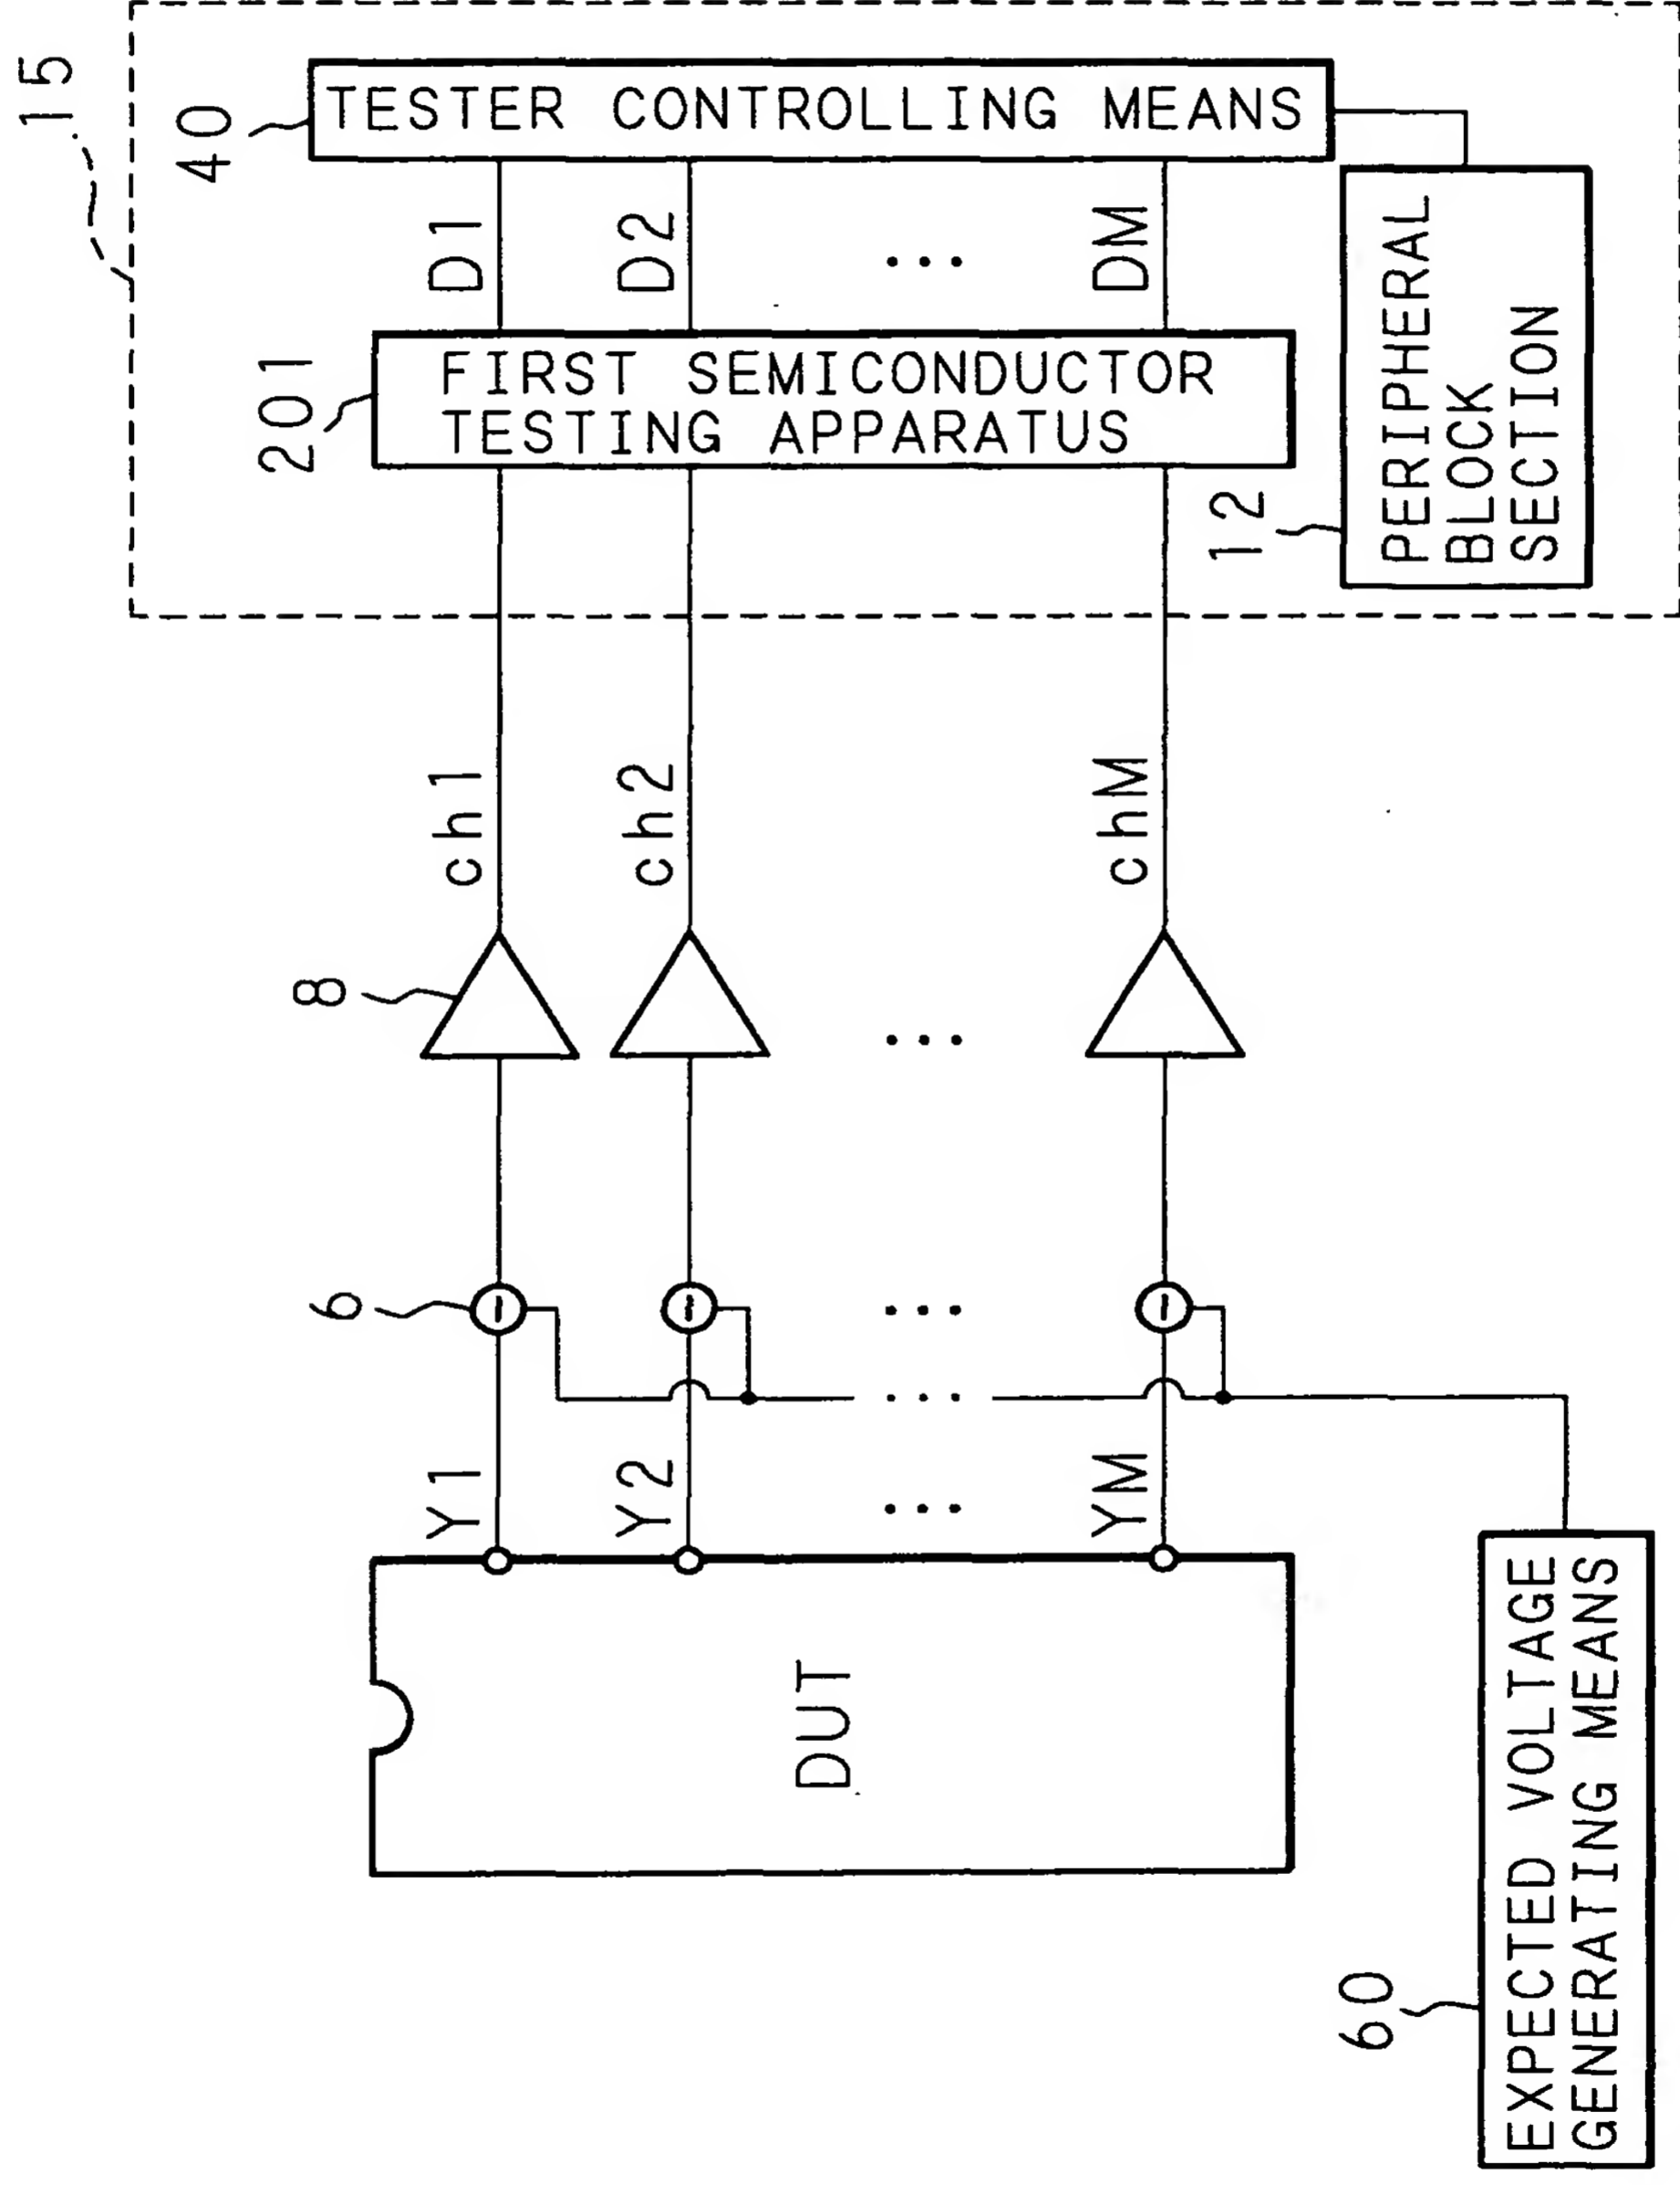 15
40
TESTER CONTROLLING MEANS
D1
D2
...
DM
201
FIRST SEMICONDUCTOR
TESTING APPARATUS
12
PERIPHERAL
BLOCK
SECTION
ch1
ch2
chM
8
...
6
...
...
Y1
Y2
...
YM
DUT
60
EXPECTED VOLTAGE
GENERATING MEANS